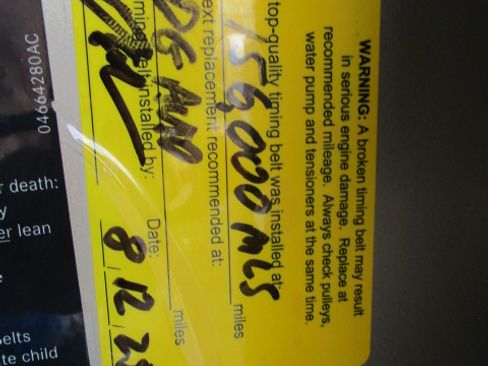 WARNING: A broken timing belt may result
in serious engine damage. Replace at
recommended mileage. Always check pulleys,
water pump and tensioners at the same time.
top-quality timing belt was installed at:
156000 MLS miles
ext replacement recommended at:
miles
belt installed by: Date:
8 12
04664280AC
r death:
y
er lean
elts
te child